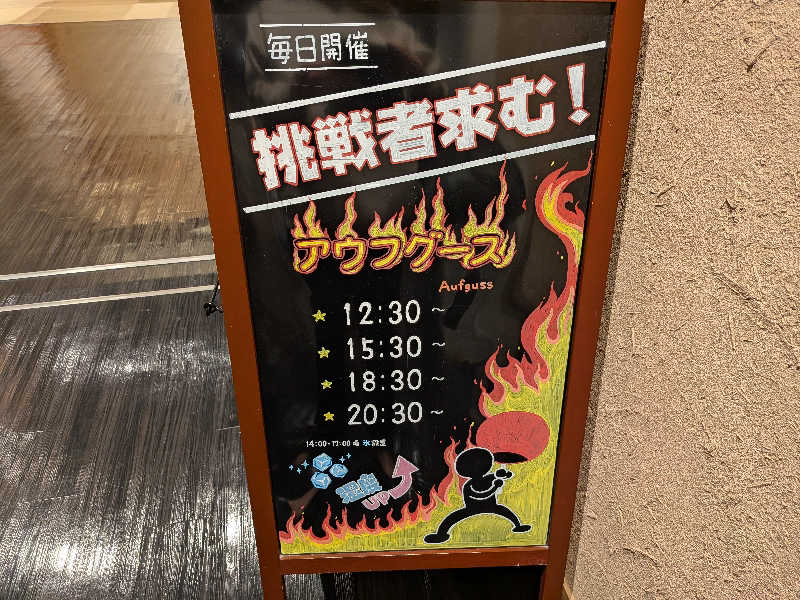 毎日開催
挑戦者求む!
アウフグース
Aufguss
12:30~
15:30~
18:30~
20:30~
UP